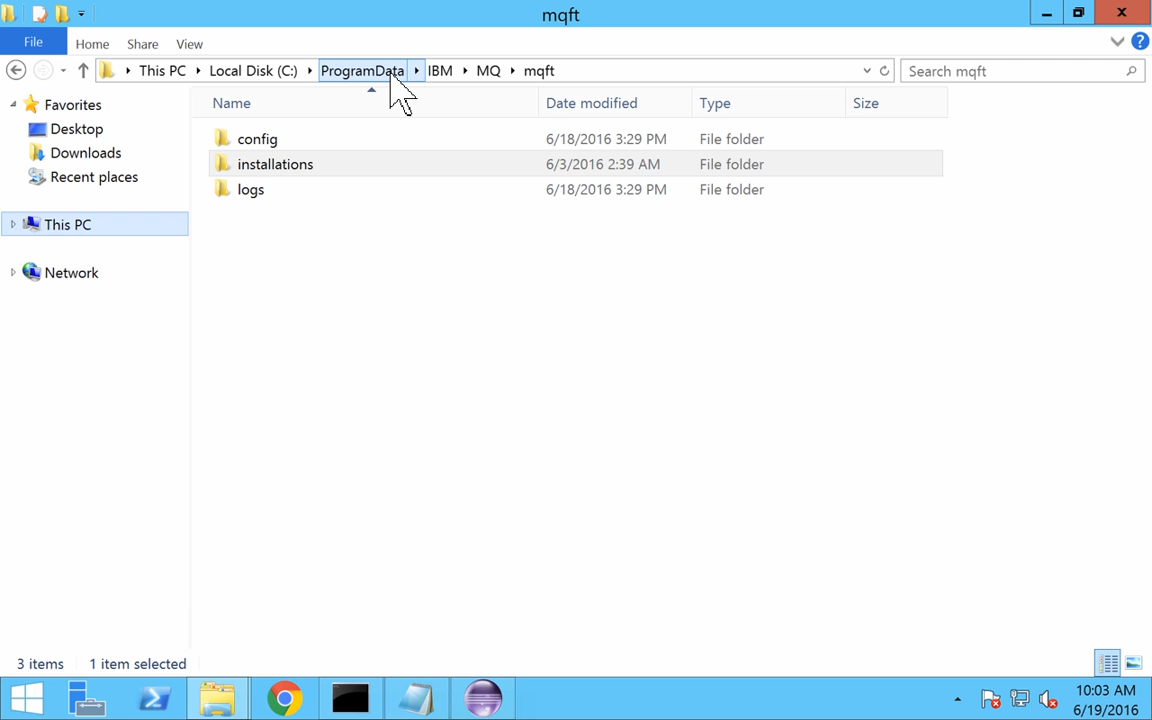 mqft
File Home Share View
This PC Local Disk (C:) ProgramData IBM MQ mqft Search mqft
Name Date modified Type Size
Favorites
Desktop
Downloads
Recent places
This PC
Network
config 6/18/2016 3:29 PM File folder
installations 6/3/2016 2:39 AM File folder
logs 6/18/2016 3:29 PM File folder
3 items 1 item selected
10:03 AM
6/19/2016